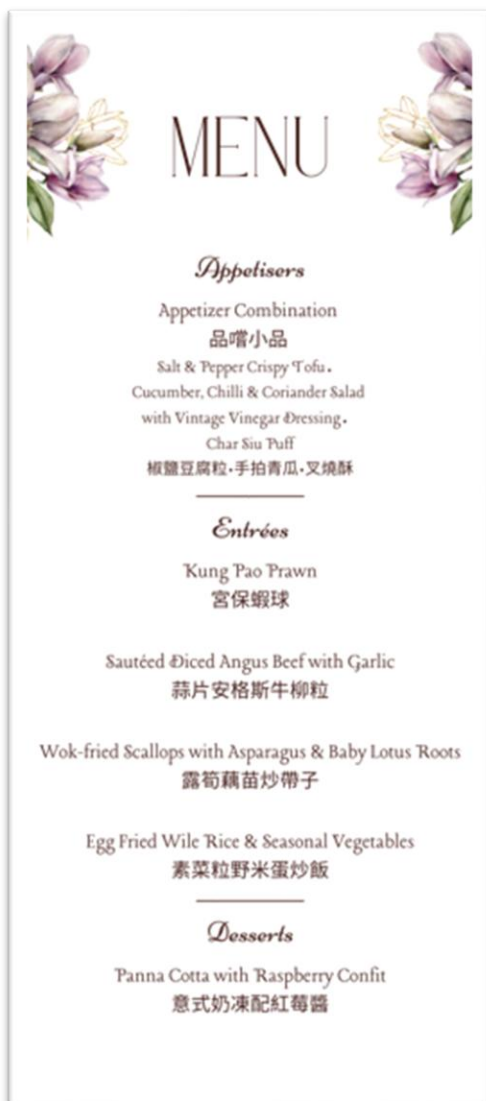 MENU
Appetisers
Appetizer Combination
品嚐小品
Salt & Pepper Crispy Tofu.
Cucumber, Chilli & Coriander Salad
with Vintage Vinegar Dressing.
Char Siu Puff
椒鹽豆腐粒·手拍青瓜·叉燒酥
Entrées
Kung Pao Prawn
宮保蝦球
Sautéed Diced Angus Beef with Garlic
蒜片安格斯牛柳粒
Wok-fried Scallops with Asparagus & Baby Lotus Roots
露筍藕苗炒帶子
Egg Fried Wile Rice & Seasonal Vegetables
素菜粒野米蛋炒飯
Desserts
Panna Cotta with Raspberry Confit
意式奶凍配紅莓醬